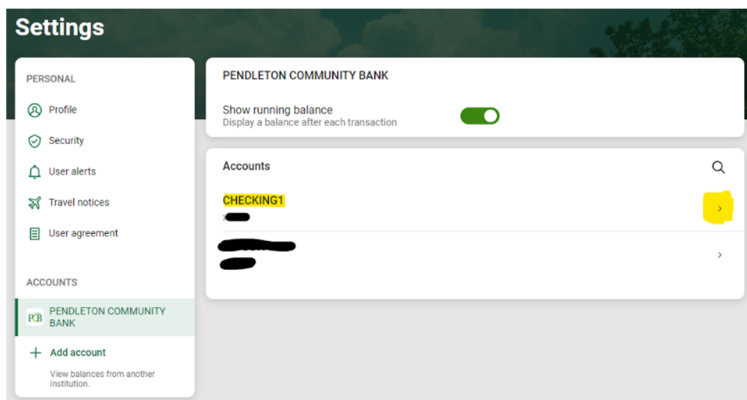 Settings
PERSONAL
Profile
Security
User alerts
Travel notices
User agreement
ACCOUNTS
PCB
PENDLETON COMMUNITY
BANK
Add account
View balances from another
institution.
PENDLETON COMMUNITY BANK
Show running balance
Display a balance after each transaction
Accounts
CHECKING1